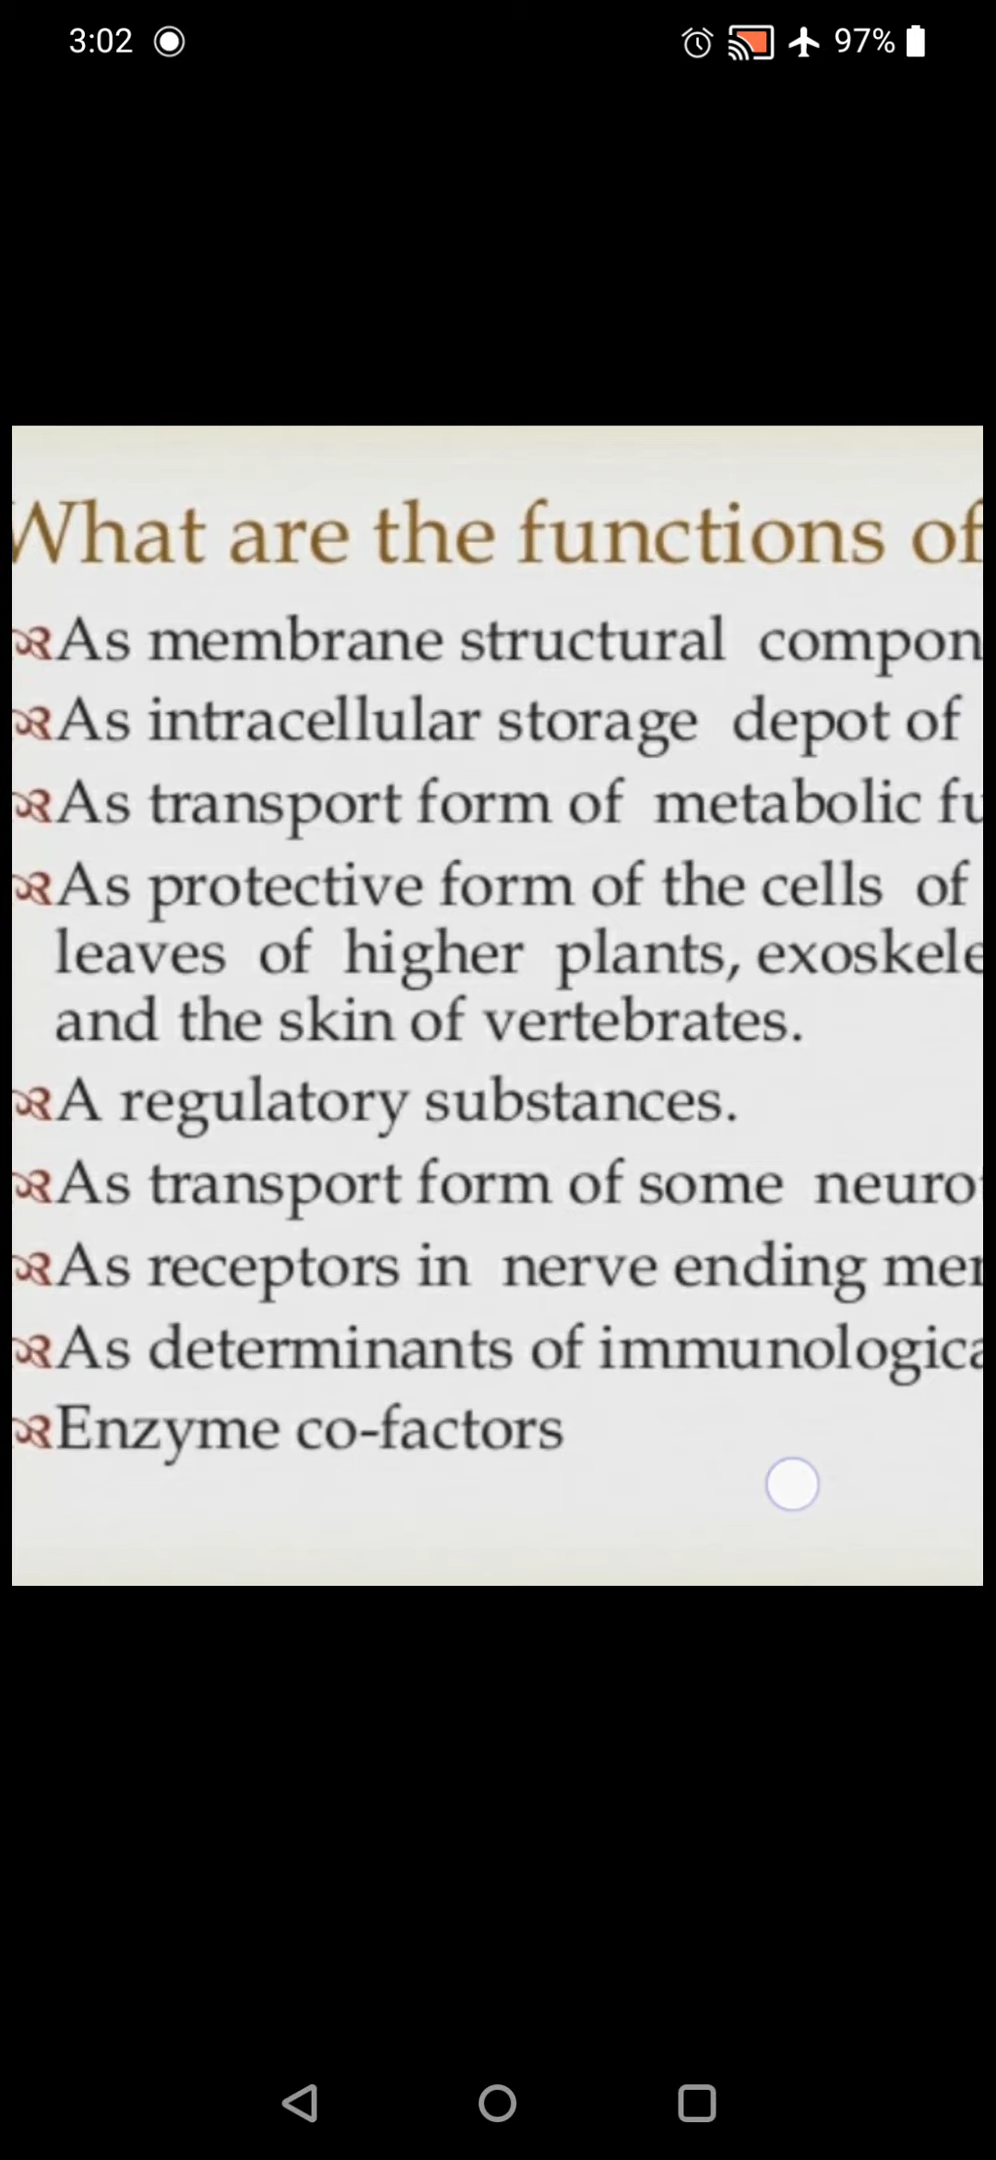 3:02
97%
What are the functions of
As membrane structural compon
As intracellular storage depot of
As transport form of metabolic fu
As protective form of the cells of
leaves of higher plants, exoskele
and the skin of vertebrates.
A regulatory substances.
As transport form of some neuro
As receptors in nerve ending mem
As determinants of immunologica
Enzyme co-factors